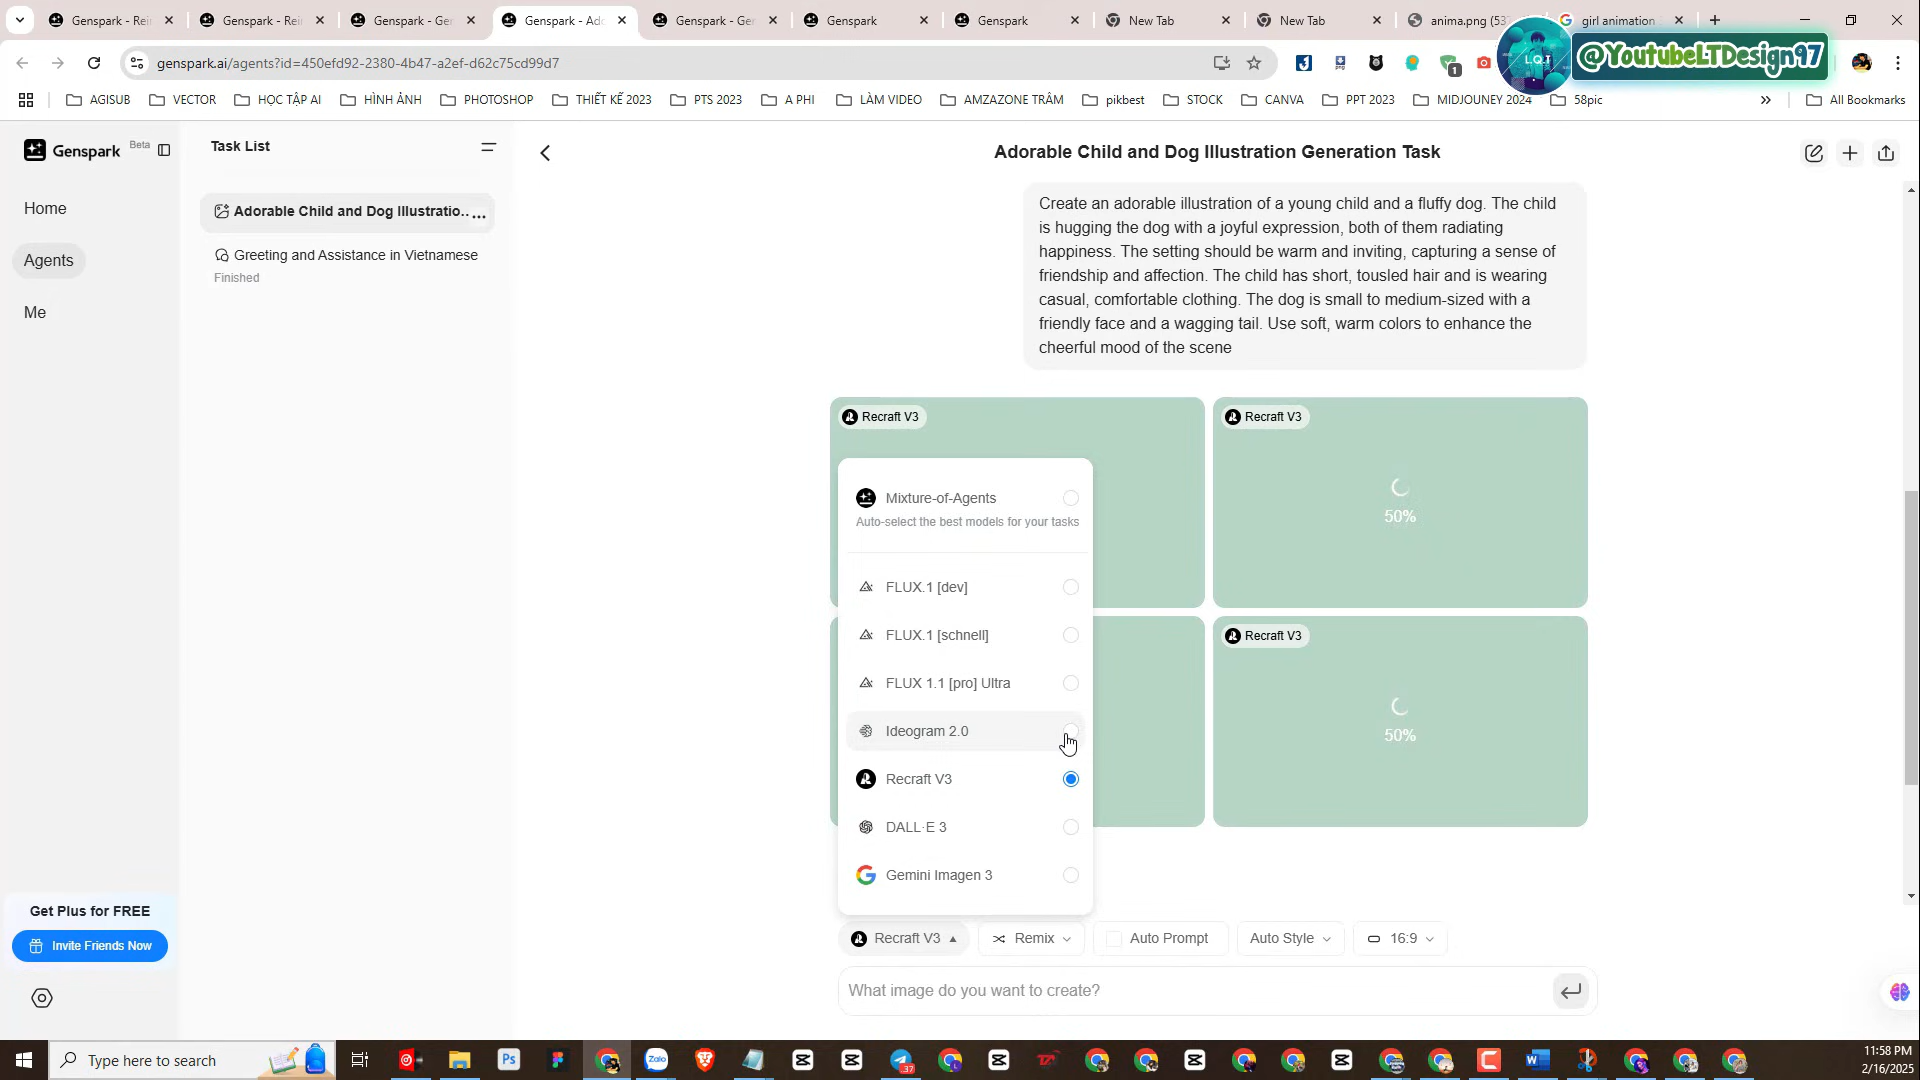 Genspark - Rei
Genspark - Rei
Genspark - Ge
Genspark - Ado
Genspark - Ger
Genspark
Genspark
New Tab
New Tab
anima.png (53
girl animation
@YoutubeLTDesign97
L.Q.T
genspark.ai/agents?id=450efd92-2380-4b47-a2ef-d62c75cd99d7
1
AGISUB
VECTOR
HỌC TẬP AI
HÌNH ẢNH
PHOTOSHOP
THIẾT KẾ 2023
PTS 2023
A PHI
LÀM VIDEO
AMZAZONE TRÂM
pikbest
STOCK
CANVA
PPT 2023
MIDJOUNEY 2024
58pic
All Bookmarks
Genspark Beta
Home
Agents
Me
Get Plus for FREE
Invite Friends Now
Task List
Adorable Child and Dog Illustratio...
Greeting and Assistance in Vietnamese
Finished
Adorable Child and Dog Illustration Generation Task
Create an adorable illustration of a young child and a fluffy dog. The child
is hugging the dog with a joyful expression, both of them radiating
happiness. The setting should be warm and inviting, capturing a sense of
friendship and affection. The child has short, tousled hair and is wearing
casual, comfortable clothing. The dog is small to medium-sized with a
friendly face and a wagging tail. Use soft, warm colors to enhance the
cheerful mood of the scene
Recraft V3
Recraft V3
50%
Recraft V3
50%
Mixture-of-Agents
Auto-select the best models for your tasks
FLUX.1 [dev]
FLUX.1 [schnell]
FLUX 1.1 [pro] Ultra
Ideogram 2.0
Recraft V3
DALL·E 3
Gemini Imagen 3
Recraft V3
Remix
Auto Prompt
Auto Style
16:9
What image do you want to create?
Type here to search
Ps
Zalo
37
11:58 PM
2/16/2025